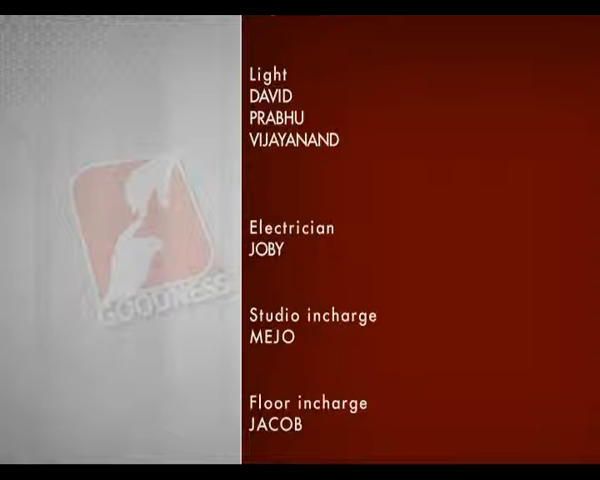 Light
DAVID
PRABHU
VIJAYANAND
Electrician
JOBY
Studio incharge
MEJO
Floor incharge
JACOB
GOODNESS